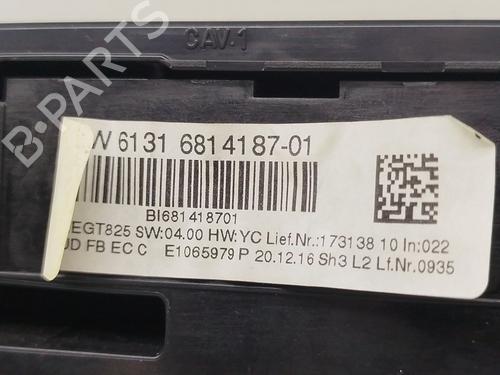 CAV-1
W 6131 6814187-01
BI681418701
EGT825 SW:04.00 HW:YC Lief.Nr.:173138 10 In:022
JD FB EC C E1065979 P 20.12.16 Sh3 L2 Lf.Nr.0935
B-PARTS